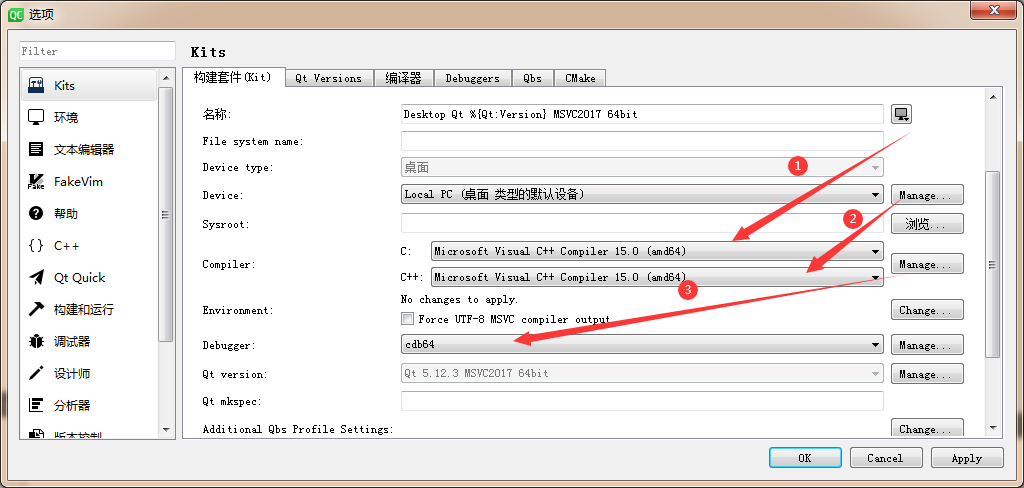 QC 选项
Filter
Kits
构建套件(Kit) Qt Versions 编译器 Debuggers Qbs CMake
Kits
环境
文本编辑器
Fake FakeVim
帮助
{} C++
Qt Quick
构建和运行
调试器
设计师
分析器
版本控制
名称: Desktop Qt %{Qt:Version} MSVC2017 64bit
File system name:
Device type: 桌面
1
Device: Local PC (桌面 类型的默认设备) Manage...
2
Sysroot: 浏览...
Compiler: C: Microsoft Visual C++ Compiler 15.0 (amd64)
C++: Microsoft Visual C++ Compiler 15.0 (amd64) Manage...
3
Environment: No changes to apply. Change...
Force UTF-8 MSVC compiler output
Debugger: cdb64 Manage...
Qt version: Qt 5.12.3 MSVC2017 64bit Manage...
Qt mkspec:
Additional Qbs Profile Settings: Change...
OK Cancel Apply